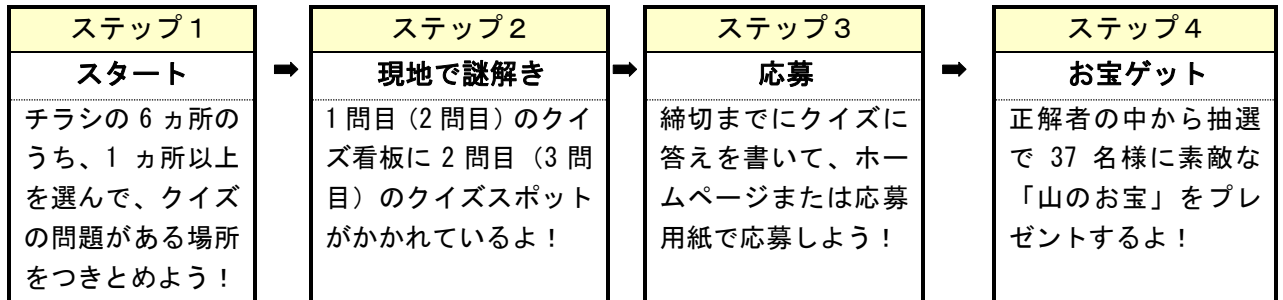 ステップ1
スタート
チラシの 6 ヵ所の
うち、1 ヵ所以上
を選んで、クイズ
の問題がある場所
をつきとめよう！
➡
ステップ2
現地で謎解き
1 問目（2 問目）のクイ
ズ看板に 2 問目（3 問
目）のクイズスポット
がかかれているよ！
➡
ステップ3
応募
締切までにクイズに
答えを書いて、ホー
ムページまたは応募
用紙で応募しよう！
➡
ステップ4
お宝ゲット
正解者の中から抽選
で 37 名様に素敵な
「山のお宝」をプレ
ゼントするよ！